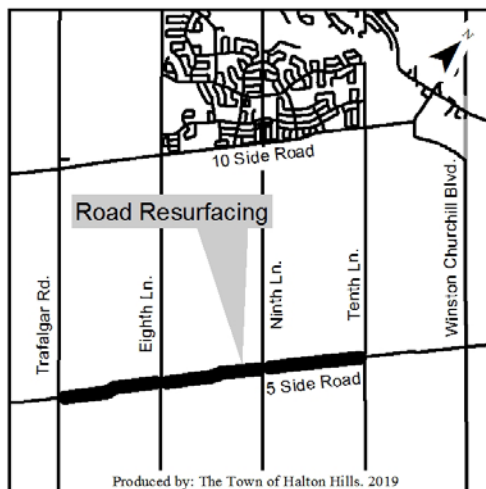 N
10 Side Road
Road Resurfacing
Trafalgar Rd.
Eighth Ln.
Ninth Ln.
Tenth Ln.
Winston Churchill Blvd.
5 Side Road
Produced by: The Town of Halton Hills. 2019